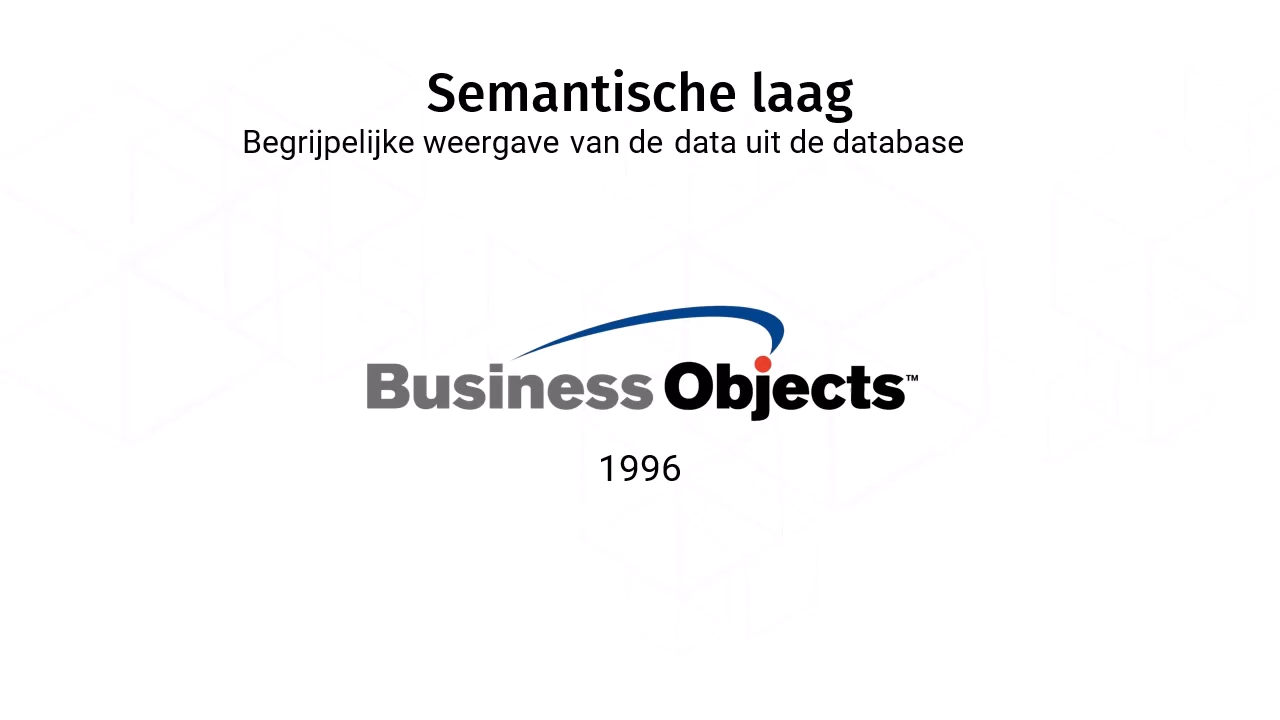 Semantische laag
Begrijpelijke weergave van de data uit de database
Business Objects™
1996